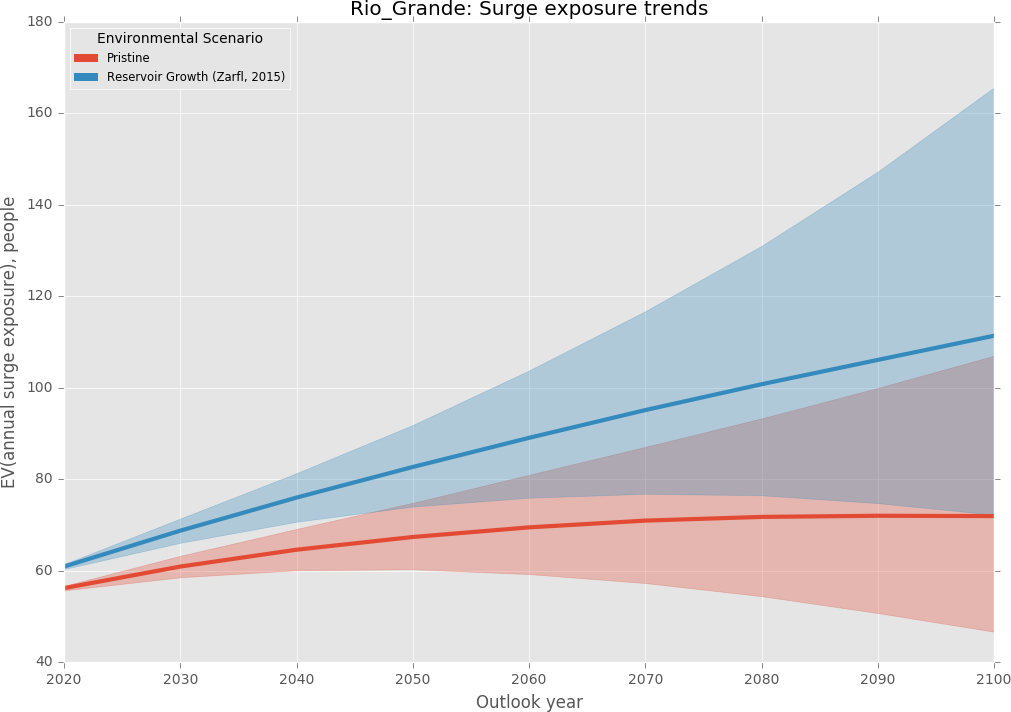 Rio_Grande: Surge exposure trends
Environmental Scenario
Pristine
Reservoir Growth (Zarfl, 2015)
EV(annual surge exposure), people
180
160
140
120
100
80
60
40
2020 2030 2040 2050 2060 2070 2080 2090 2100
Outlook year